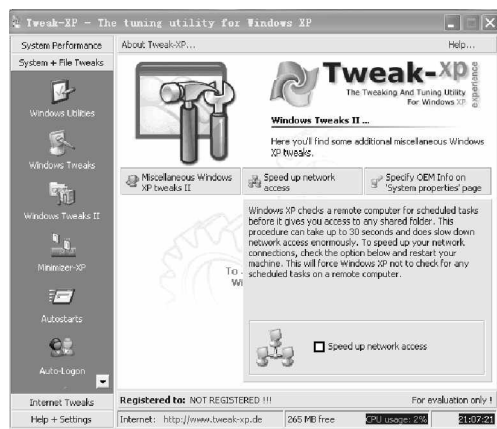 Tweak-XP - The tuning utility for Windows XP
System Performance
About Tweak-XP...
Help...
System + File Tweaks
Windows Utilities
Windows Tweaks
Windows Tweaks II
Minimizer-XP
Autostarts
Auto-Logon
Internet Tweaks
Help + Settings
Tweak-XP
experience
The Tweaking And Tuning Utility
For Windows XP
Windows Tweaks II ...
Here you'll find some additional miscellaneous Windows
XP tweaks.
Miscellaneous Windows
XP tweaks II
Speed up network
access
Specify OEM Info on
'System properties' page
To
Wi
Windows XP checks a remote computer for scheduled tasks
before it gives you access to any shared folder. This
procedure can take up to 30 seconds and does slow down
network access enormously. To speed up your network
connections, check the option below and restart your
machine. This will force Windows XP not to check for any
scheduled tasks on a remote computer.
Speed up network access
Registered to: NOT REGISTERED !!!
For evaluation only !
Internet: http://www.tweak-xp.de
265 MB free
CPU usage: 2%
21:07:21